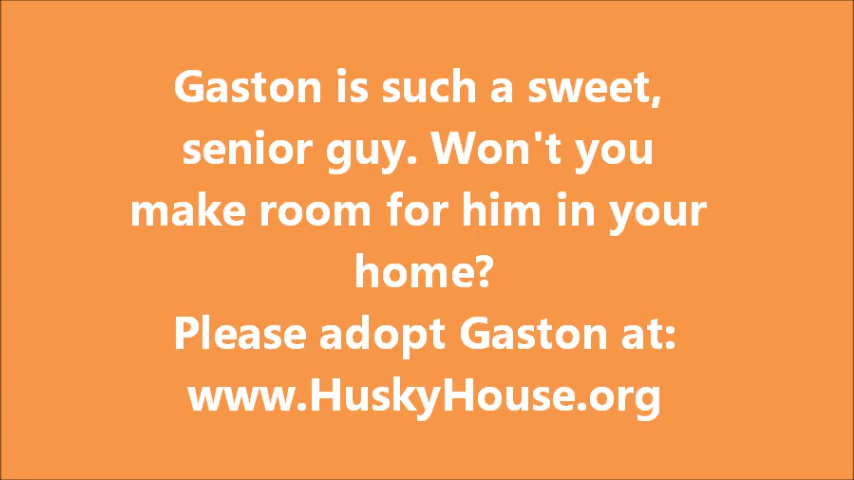 Gaston is such a sweet,
senior guy. Won't you
make room for him in your
home?
Please adopt Gaston at:
www.HuskyHouse.org